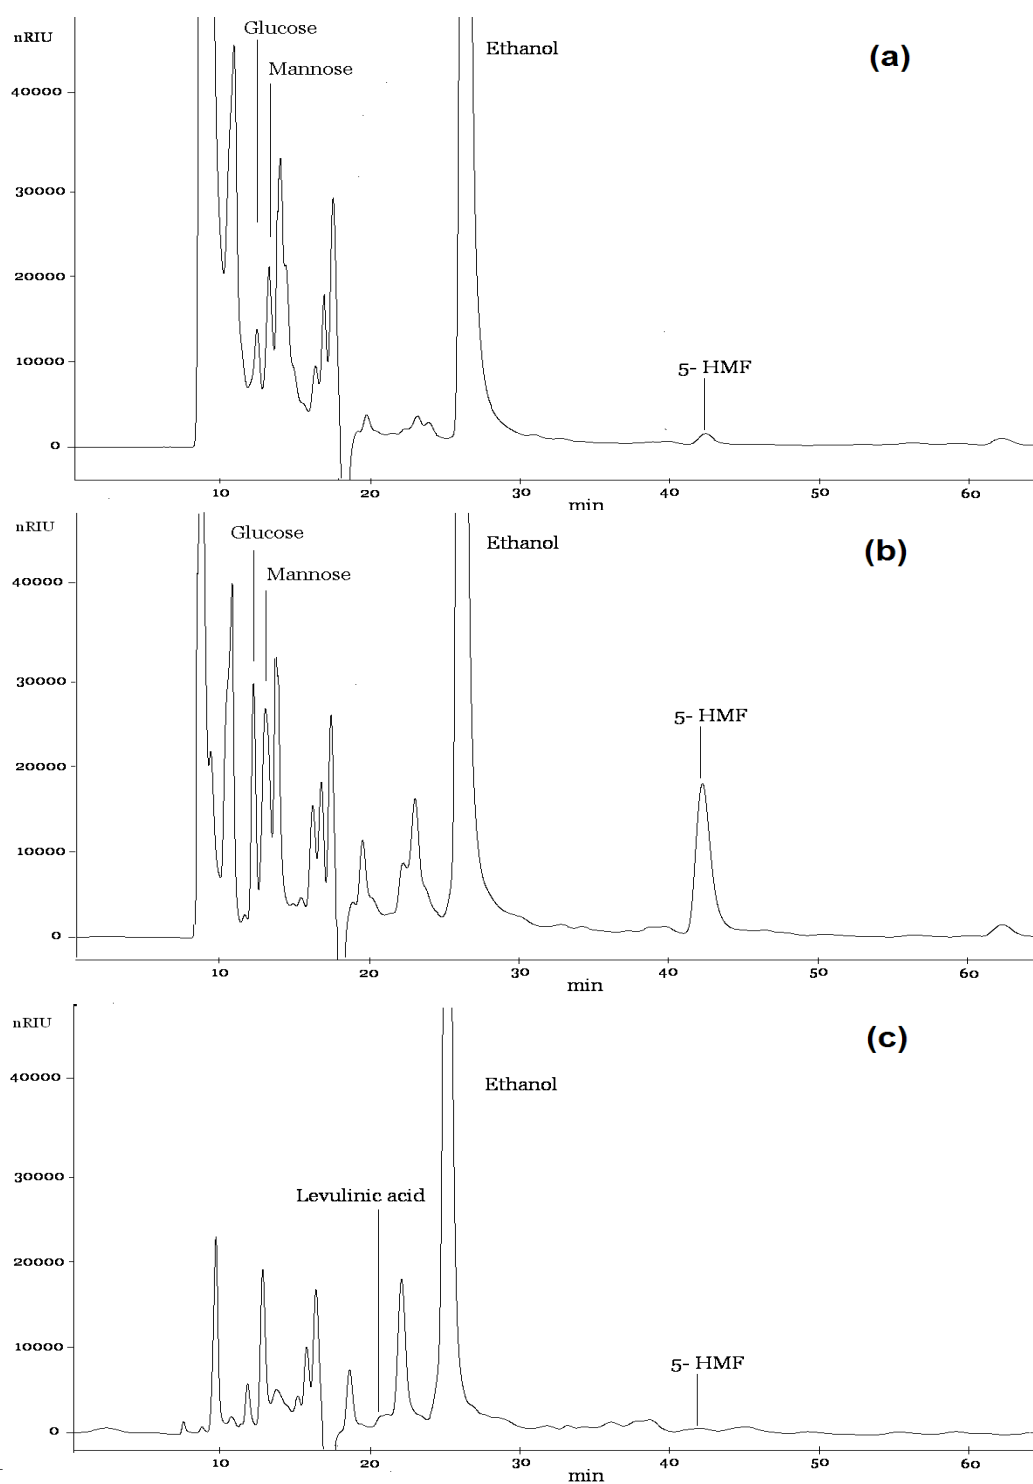 Glucose
nRIU
Ethanol
(a)
Mannose
40000
30000
20000
10000
5- HMF
0
10 20 30 40 50 60
min
nRIU
Glucose
Ethanol
(b)
Mannose
40000
30000
5- HMF
20000
10000
0
10 20 30 40 50 60
min
nRIU
(c)
40000
Ethanol
30000
Levulinic acid
20000
10000
5- HMF
0
10 20 30 40 50 60
min